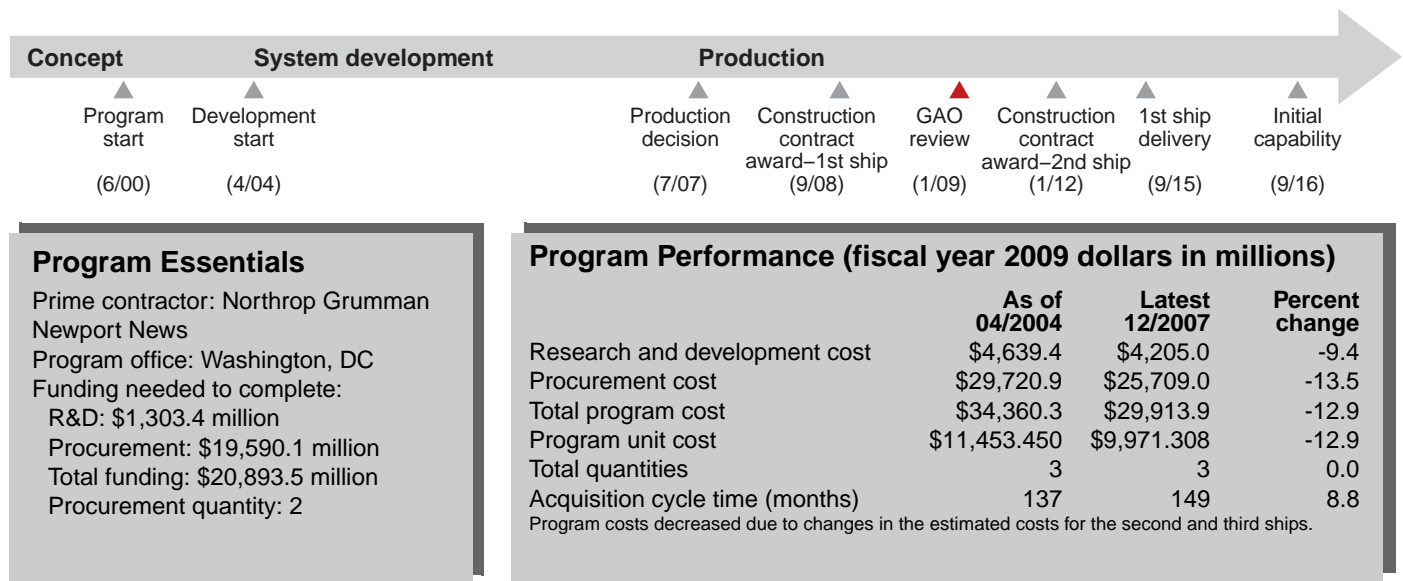 Concept System development Production
Program start (6/00)
Development start (4/04)
Production decision (7/07)
Construction contract award–1st ship (9/08)
GAO review (1/09)
Construction contract award–2nd ship (1/12)
1st ship delivery (9/15)
Initial capability (9/16)
Program Essentials
Prime contractor: Northrop Grumman
Newport News
Program office: Washington, DC
Funding needed to complete:
R&D: $1,303.4 million
Procurement: $19,590.1 million
Total funding: $20,893.5 million
Procurement quantity: 2
Program Performance (fiscal year 2009 dollars in millions)
As of 04/2004 Latest 12/2007 Percent change
Research and development cost $4,639.4 $4,205.0 -9.4
Procurement cost $29,720.9 $25,709.0 -13.5
Total program cost $34,360.3 $29,913.9 -12.9
Program unit cost $11,453.450 $9,971.308 -12.9
Total quantities 3 3 0.0
Acquisition cycle time (months) 137 149 8.8
Program costs decreased due to changes in the estimated costs for the second and third ships.